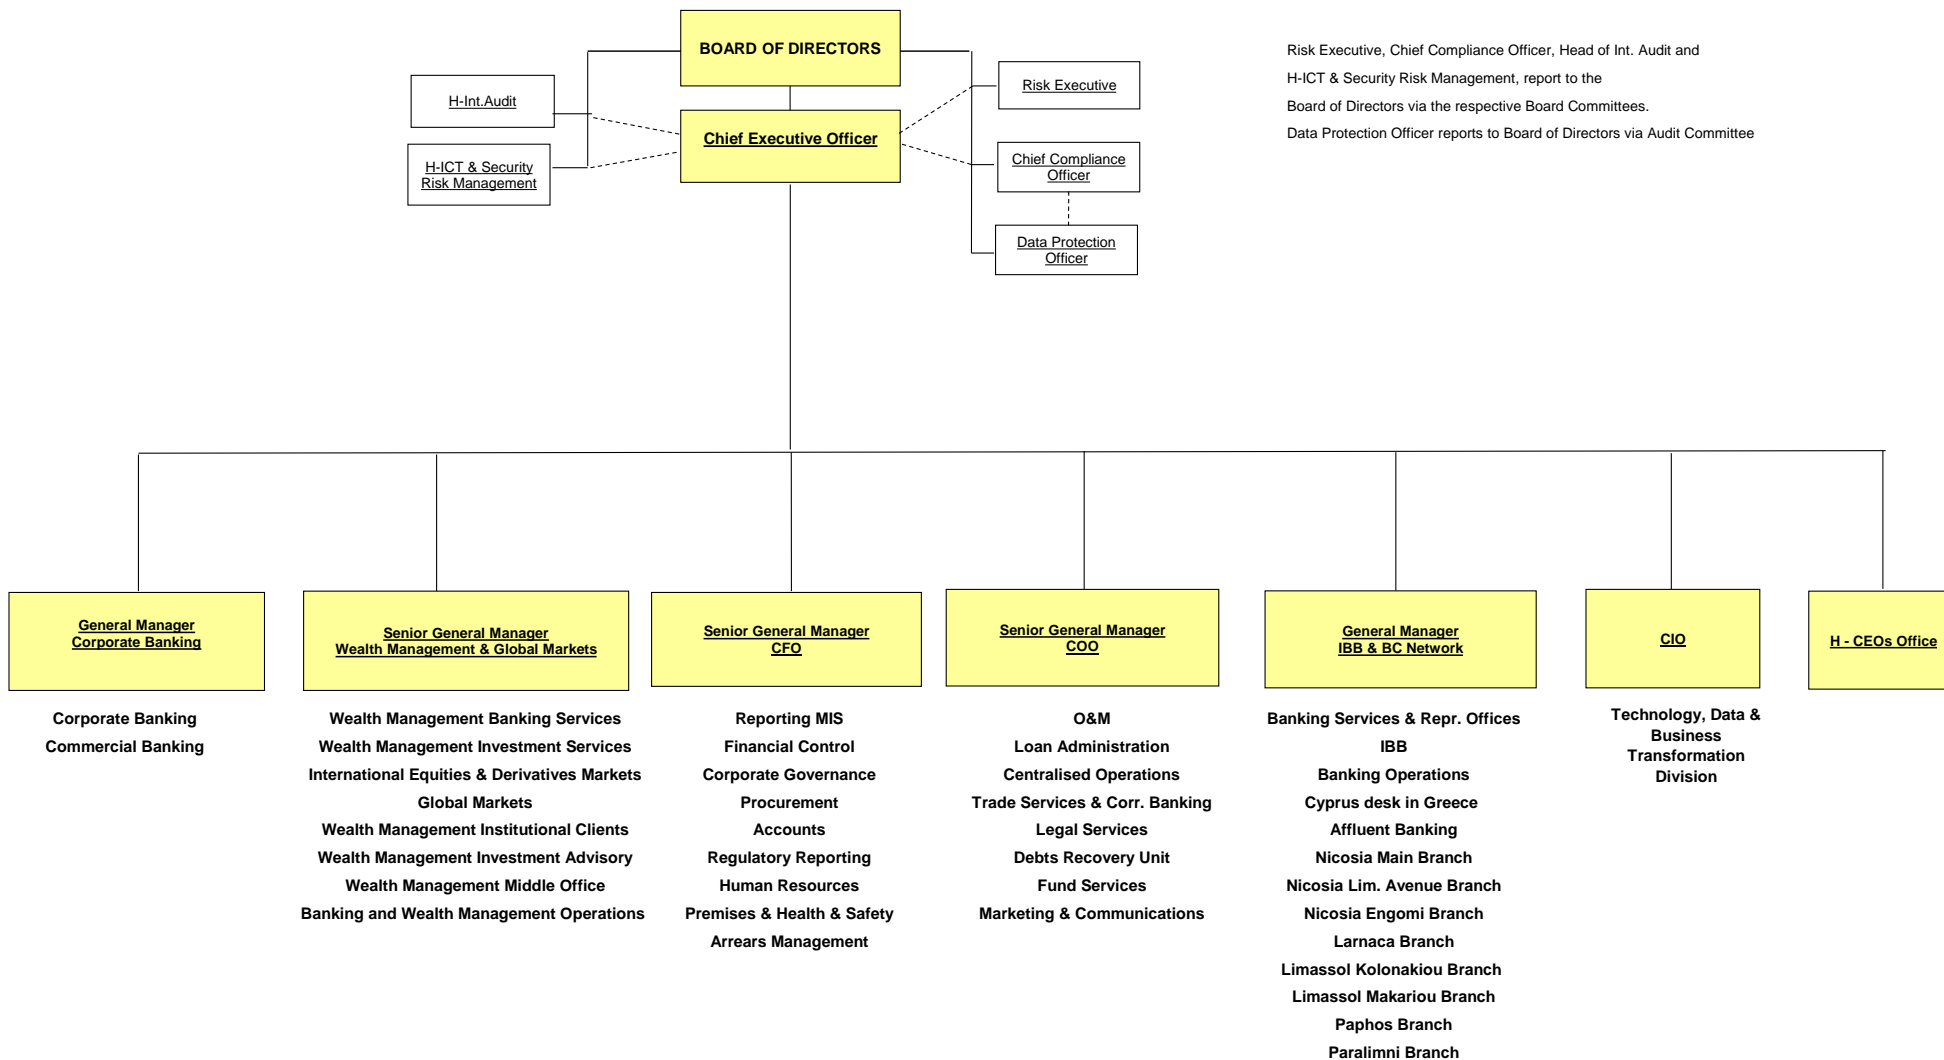 BOARD OF DIRECTORS
Risk Executive, Chief Compliance Officer, Head of Int. Audit and
H-ICT & Security Risk Management, report to the
Board of Directors via the respective Board Committees.
Data Protection Officer reports to Board of Directors via Audit Committee
H-Int.Audit
Risk Executive
Chief Executive Officer
H-ICT & Security
Risk Management
Chief Compliance
Officer
Data Protection
Officer
General Manager
Corporate Banking
Corporate Banking
Commercial Banking
Senior General Manager
Wealth Management & Global Markets
Wealth Management Banking Services
Wealth Management Investment Services
International Equities & Derivatives Markets
Global Markets
Wealth Management Institutional Clients
Wealth Management Investment Advisory
Wealth Management Middle Office
Banking and Wealth Management Operations
Senior General Manager
CFO
Reporting MIS
Financial Control
Corporate Governance
Procurement
Accounts
Regulatory Reporting
Human Resources
Premises & Health & Safety
Arrears Management
Senior General Manager
COO
O&M
Loan Administration
Centralised Operations
Trade Services & Corr. Banking
Legal Services
Debts Recovery Unit
Fund Services
Marketing & Communications
General Manager
IBB & BC Network
Banking Services & Repr. Offices
IBB
Banking Operations
Cyprus desk in Greece
Affluent Banking
Nicosia Main Branch
Nicosia Lim. Avenue Branch
Nicosia Engomi Branch
Larnaca Branch
Limassol Kolonakiou Branch
Limassol Makariou Branch
Paphos Branch
Paralimni Branch
CIO
Technology, Data &
Business
Transformation
Division
H - CEOs Office